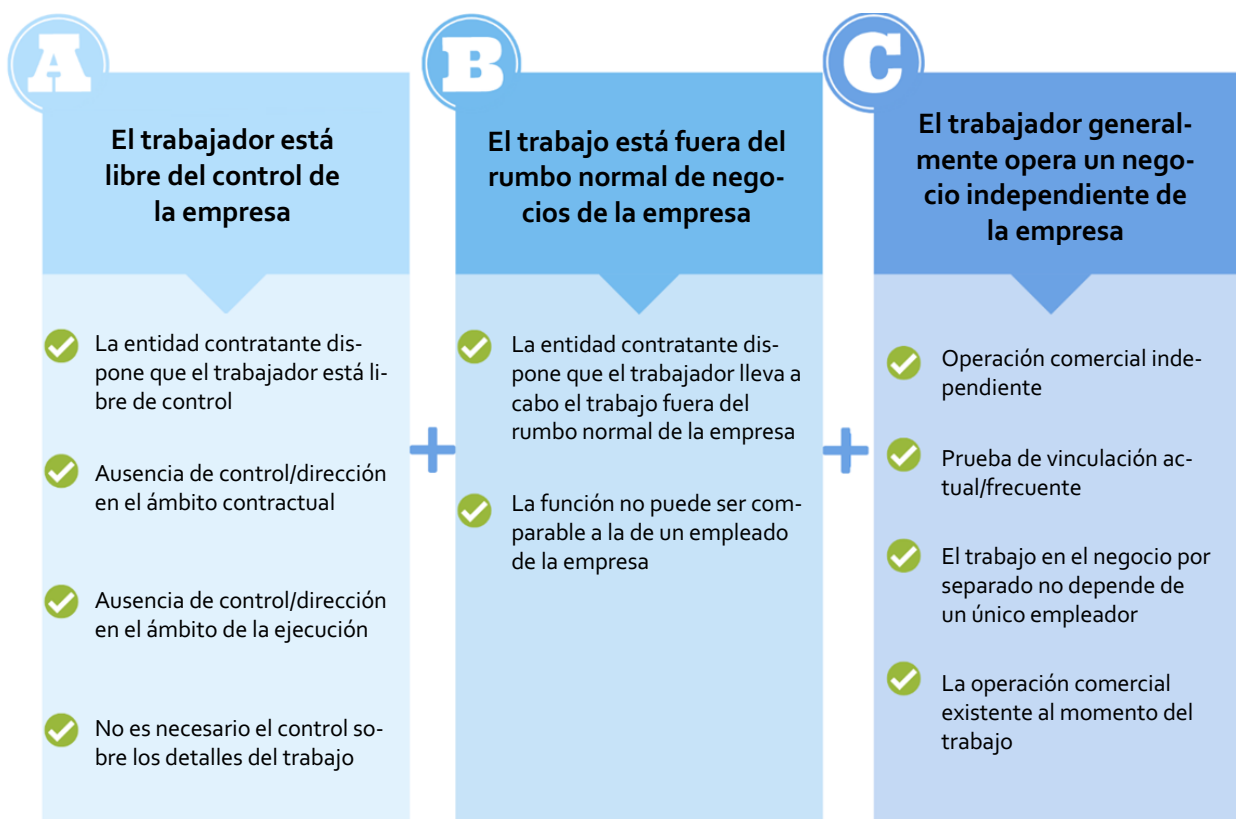 A
El trabajador está
libre del control de
la empresa
La entidad contratante dis-
pone que el trabajador está li-
bre de control
Ausencia de control/dirección
en el ámbito contractual
Ausencia de control/dirección
en el ámbito de la ejecución
No es necesario el control so-
bre los detalles del trabajo
+
B
El trabajo está fuera del
rumbo normal de nego-
cios de la empresa
La entidad contratante dis-
pone que el trabajador lleva a
cabo el trabajo fuera del
rumbo normal de la empresa
La función no puede ser com-
parable a la de un empleado
de la empresa
+
C
El trabajador general-
mente opera un nego-
cio independiente de
la empresa
Operación comercial inde-
pendiente
Prueba de vinculación ac-
tual/frecuente
El trabajo en el negocio por
separado no depende de
un único empleador
La operación comercial
existente al momento del
trabajo